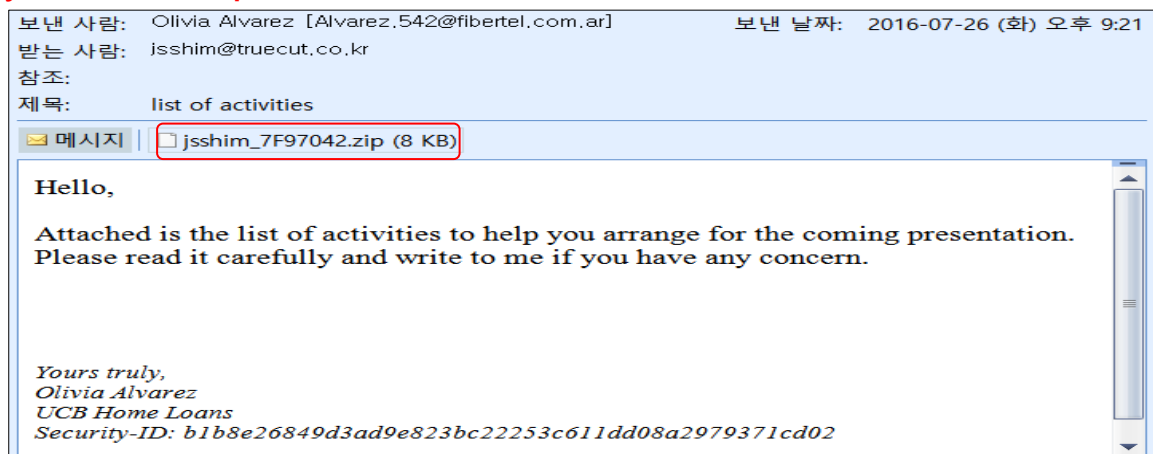 보낸 사람: Olivia Alvarez [Alvarez.542@fibertel.com.ar] 보낸 날짜: 2016-07-26 (화) 오후 9:21
받는 사람: jsshim@truecut.co.kr
참조:
제목: list of activities
메시지 jsshim_7F97042.zip (8 KB)
Hello,
Attached is the list of activities to help you arrange for the coming presentation.
Please read it carefully and write to me if you have any concern.
Yours truly,
Olivia Alvarez
UCB Home Loans
Security-ID: b1b8e26849d3ad9e823bc22253c611dd08a2979371cd02